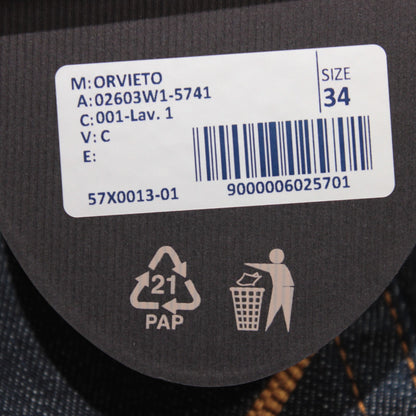 M: ORVIETO
A: 02603W1-5741
C: 001-Lav. 1
V: C
E:
SIZE
34
57X0013-01
9000006025701
21
PAP